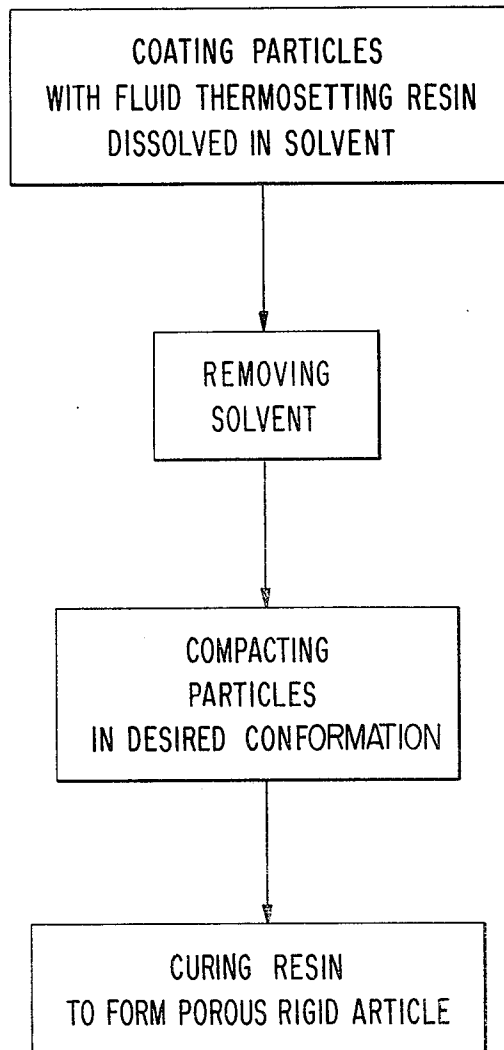 COATING PARTICLES
WITH FLUID THERMOSETTING RESIN
DISSOLVED IN SOLVENT
REMOVING
SOLVENT
COMPACTING
PARTICLES
IN DESIRED CONFORMATION
CURING RESIN
TO FORM POROUS RIGID ARTICLE